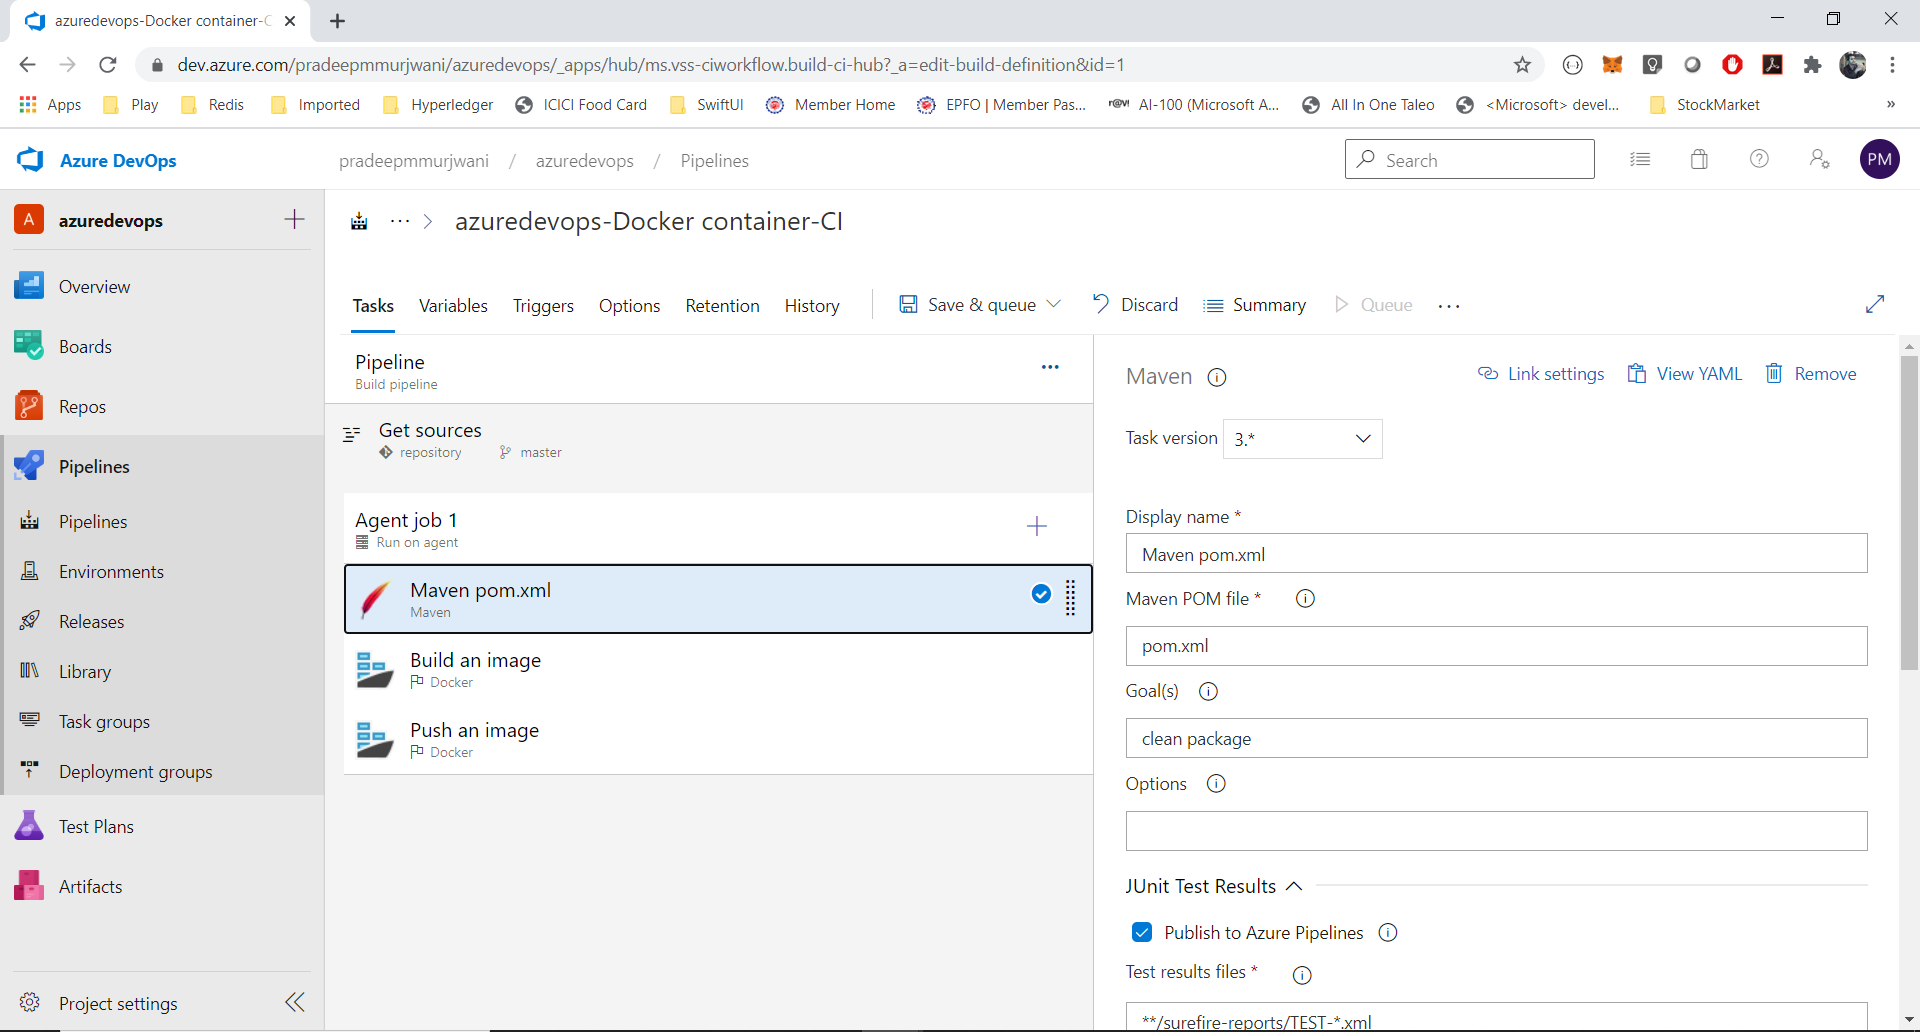 azuredevops-Docker container-C
dev.azure.com/pradeepmmurjwani/azuredevops/_apps/hub/ms.vss-ciworkflow.build-ci-hub?_a=edit-build-definition&id=1
Apps Play Redis Imported Hyperledger ICICI Food Card SwiftUI Member Home EPFO | Member Pas... r@v! AI-100 (Microsoft A... All In One Taleo <Microsoft> devel... StockMarket »
Azure DevOps pradeepmmurjwani / azuredevops / Pipelines Search PM
A azuredevops
Overview
Boards
Repos
Pipelines
Pipelines
Environments
Releases
Library
Task groups
Deployment groups
Test Plans
Artifacts
Project settings
... > azuredevops-Docker container-CI
Tasks Variables Triggers Options Retention History Save & queue Discard Summary Queue ...
Pipeline
Build pipeline
Get sources
repository master
Agent job 1
Run on agent
Maven pom.xml
Maven
Build an image
Docker
Push an image
Docker
Maven Link settings View YAML Remove
Task version 3.*
Display name *
Maven pom.xml
Maven POM file *
pom.xml
Goal(s)
clean package
Options
JUnit Test Results
Publish to Azure Pipelines
Test results files *
**/surefire-reports/TEST-*.xml